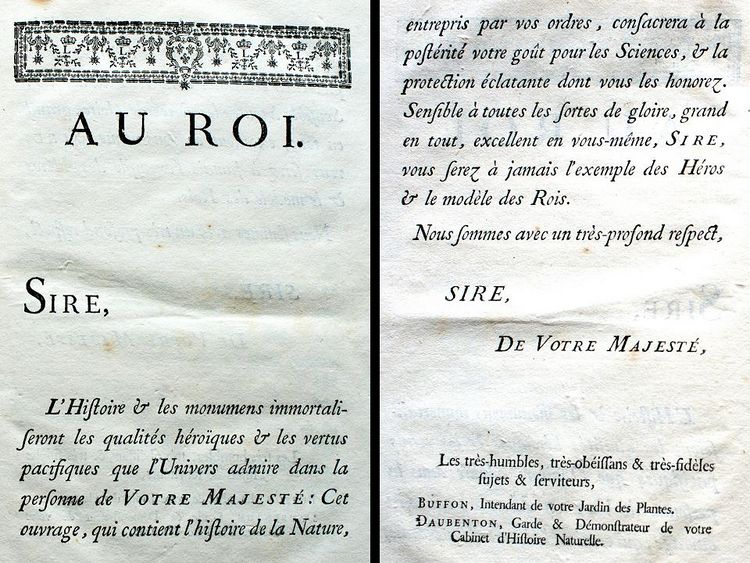 AU ROI.
SIRE,
L'Hiſtoire & les monumens immortali-
ſeront les qualités héroïques & les vertus
pacifiques que l'Univers admire dans la
perſonne de VOTRE MAJESTÉ: Cet
ouvrage, qui contient l'hiſtoire de la Nature,
entrepris par vos ordres, conſacrera à la
poſtérité votre goût pour les Sciences, & la
protection éclatante dont vous les honorez.
Senſible à toutes les ſortes de gloire, grand
en tout, excellent en vous-même, SIRE,
vous ſerez à jamais l'exemple des Héros
& le modèle des Rois.
Nous ſommes avec un très-profond reſpect,
SIRE,
DE VOTRE MAJESTÉ,
Les très-humbles, très-obéiſſans & très-fidèles
ſujets & ſerviteurs,
BUFFON, Intendant de votre Jardin des Plantes.
DAUBENTON, Garde & Démonſtrateur de votre
Cabinet d'Hiſtoire Naturelle.